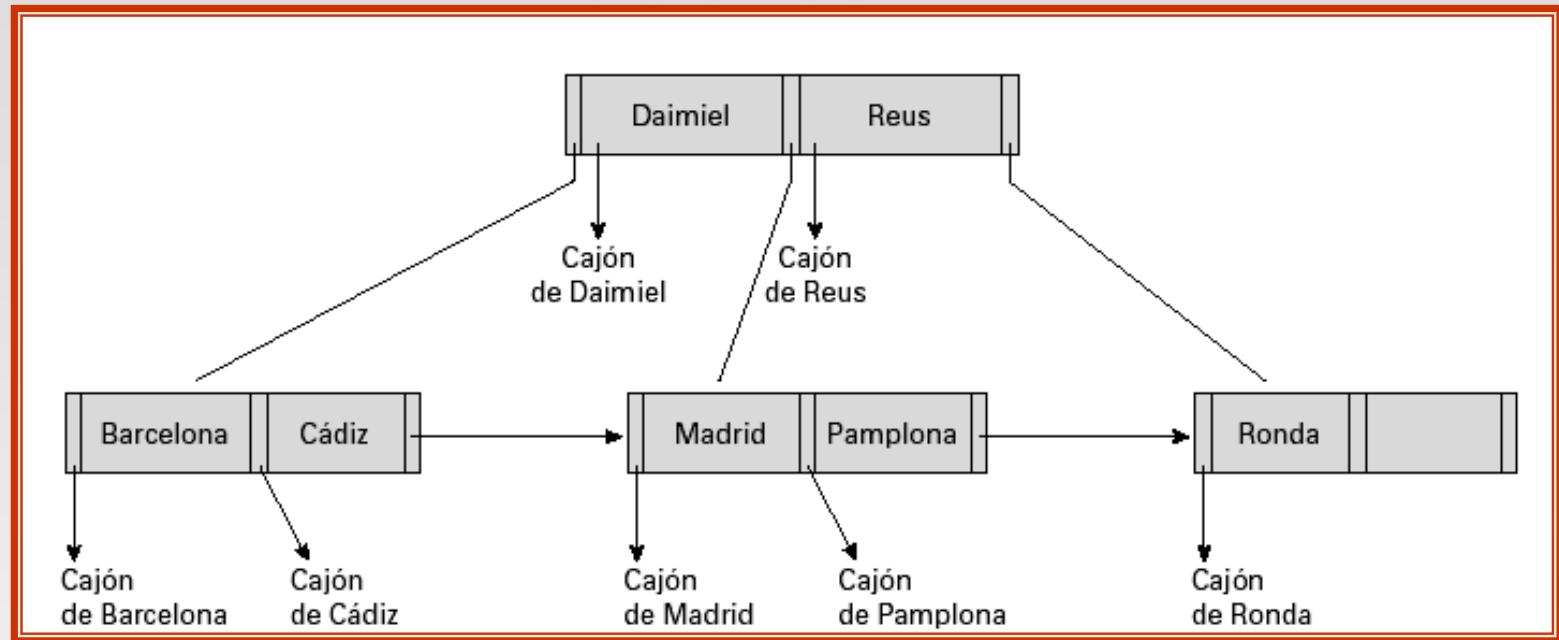 Daimiel
Reus
Cajón
de Daimiel
Cajón
de Reus
Barcelona
Cádiz
Madrid
Pamplona
Ronda
Cajón
de Barcelona
Cajón
de Cádiz
Cajón
de Madrid
Cajón
de Pamplona
Cajón
de Ronda